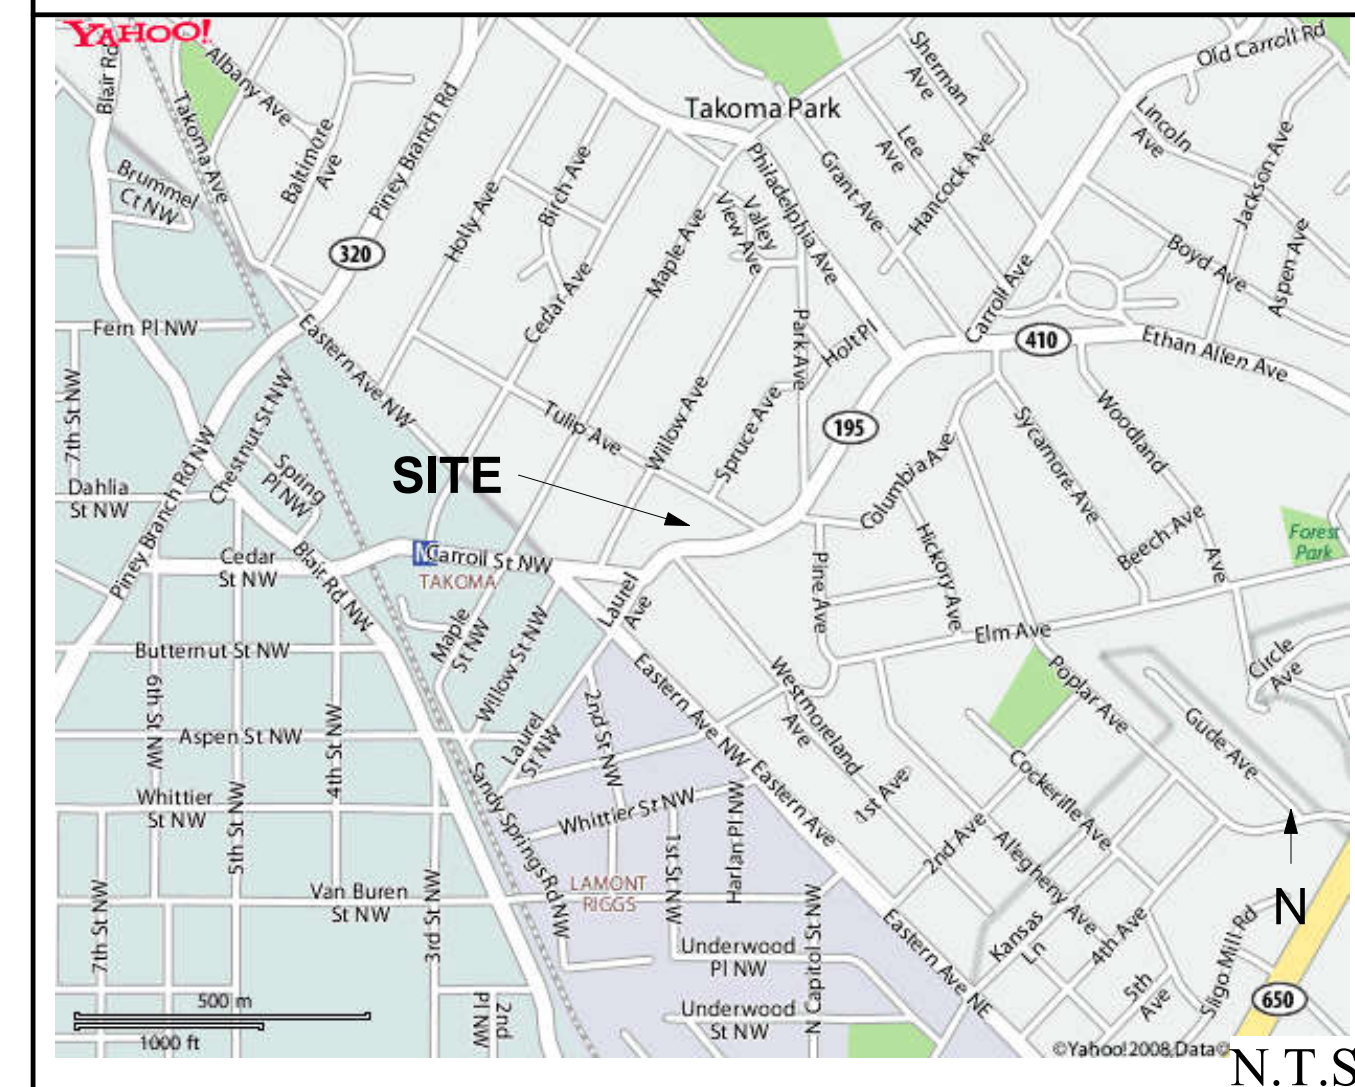 YAHOO!
Blair Rd
Albany Ave
Takoma Ave
Baltimore
Ave
Piney Branch Rd
Brummel
Ct NW
320
Holly Ave
Birch Ave
Cedar Ave
Maple Ave
Takoma Park
Philadelphia Ave
Valley
View Ave
Grant Ave
Lee
Ave
Sherman
Ave
Hancock Ave
Old Carroll Rd
Lincoln
Ave
Jackson Ave
Boyd Ave
Aspen Ave
Carroll Ave
410
Ethan Allen Ave
Fern Pl NW
Eastern Ave NW
7th St NW
Chestnut St NW
Spring
Pl NW
Dahlia
St NW
Piney Branch Rd NW
Tulip Ave
Willow Ave
Spruce Ave
Park Ave
Holt Pl
195
SITE
Columbia Ave
Sycamore Ave
Woodland
Ave
Beech Ave
Hickory Ave
Forest
Park
Cedar
St NW
Blair Rd NW
M
Carroll St NW
TAKOMA
Laurel
Ave
Pine Ave
Elm Ave
Circle
Ave
Butternut St NW
Maple
St NW
Willow St NW
Eastern Ave NW
Westmoreland
Ave
Poplar Ave
Gude Ave
6th St NW
Aspen St NW
4th St NW
Laurel
St NW
2nd St NW
Whittier
St NW
5th St NW
Sandy Springs Rd NW
Whittier St NW
1st St NW
Harlan Pl NW
Eastern Ave
1st Ave
2nd Ave
Cockerille Ave
Allegheny Ave
N
Van Buren
St NW
LAMONT
RIGGS
7th St NW
3rd St NW
Underwood
Pl NW
N Capitol St NW
Eastern Ave NE
Kansas
Ln
4th Ave
5th
Ave
Sligo Mill Rd
650
500 m
1000 ft
2nd
Pl NW
Underwood
St NW
©Yahoo! 2008, Data©
N.T.S